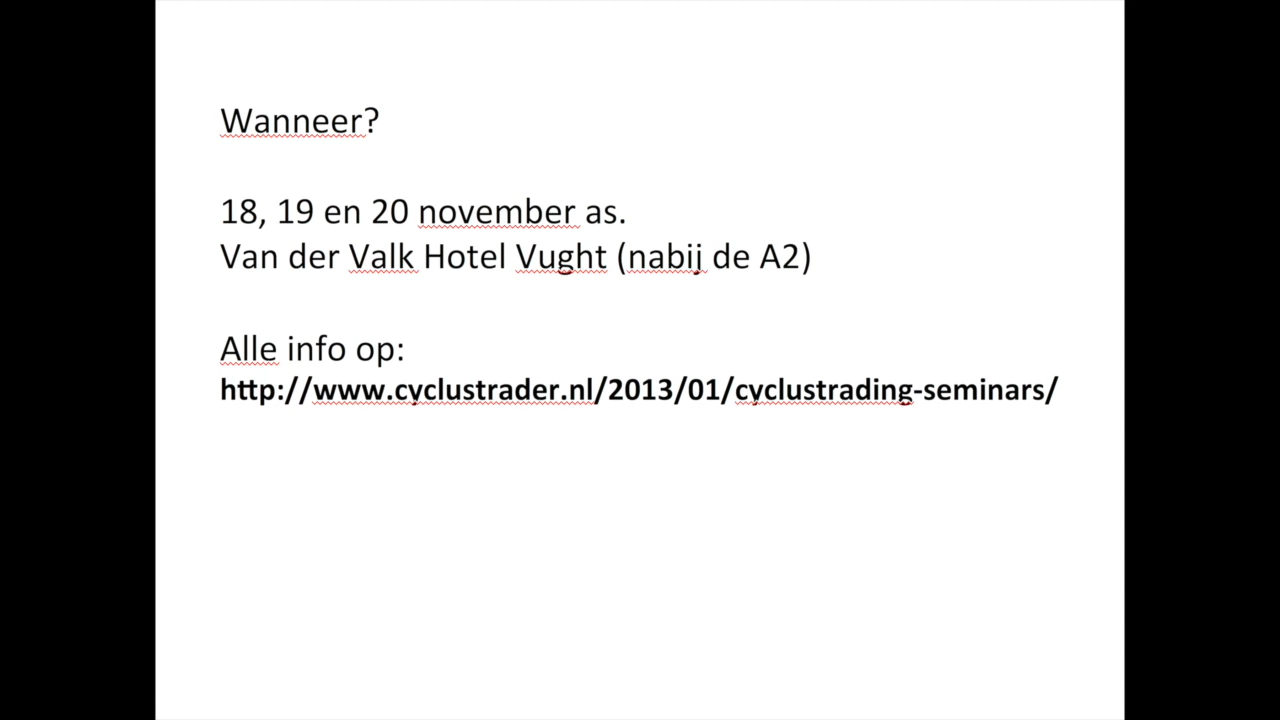 Wanneer?
18, 19 en 20 november as.
Van der Valk Hotel Vught (nabij de A2)
Alle info op:
http://www.cyclustrader.nl/2013/01/cyclustrading-seminars/